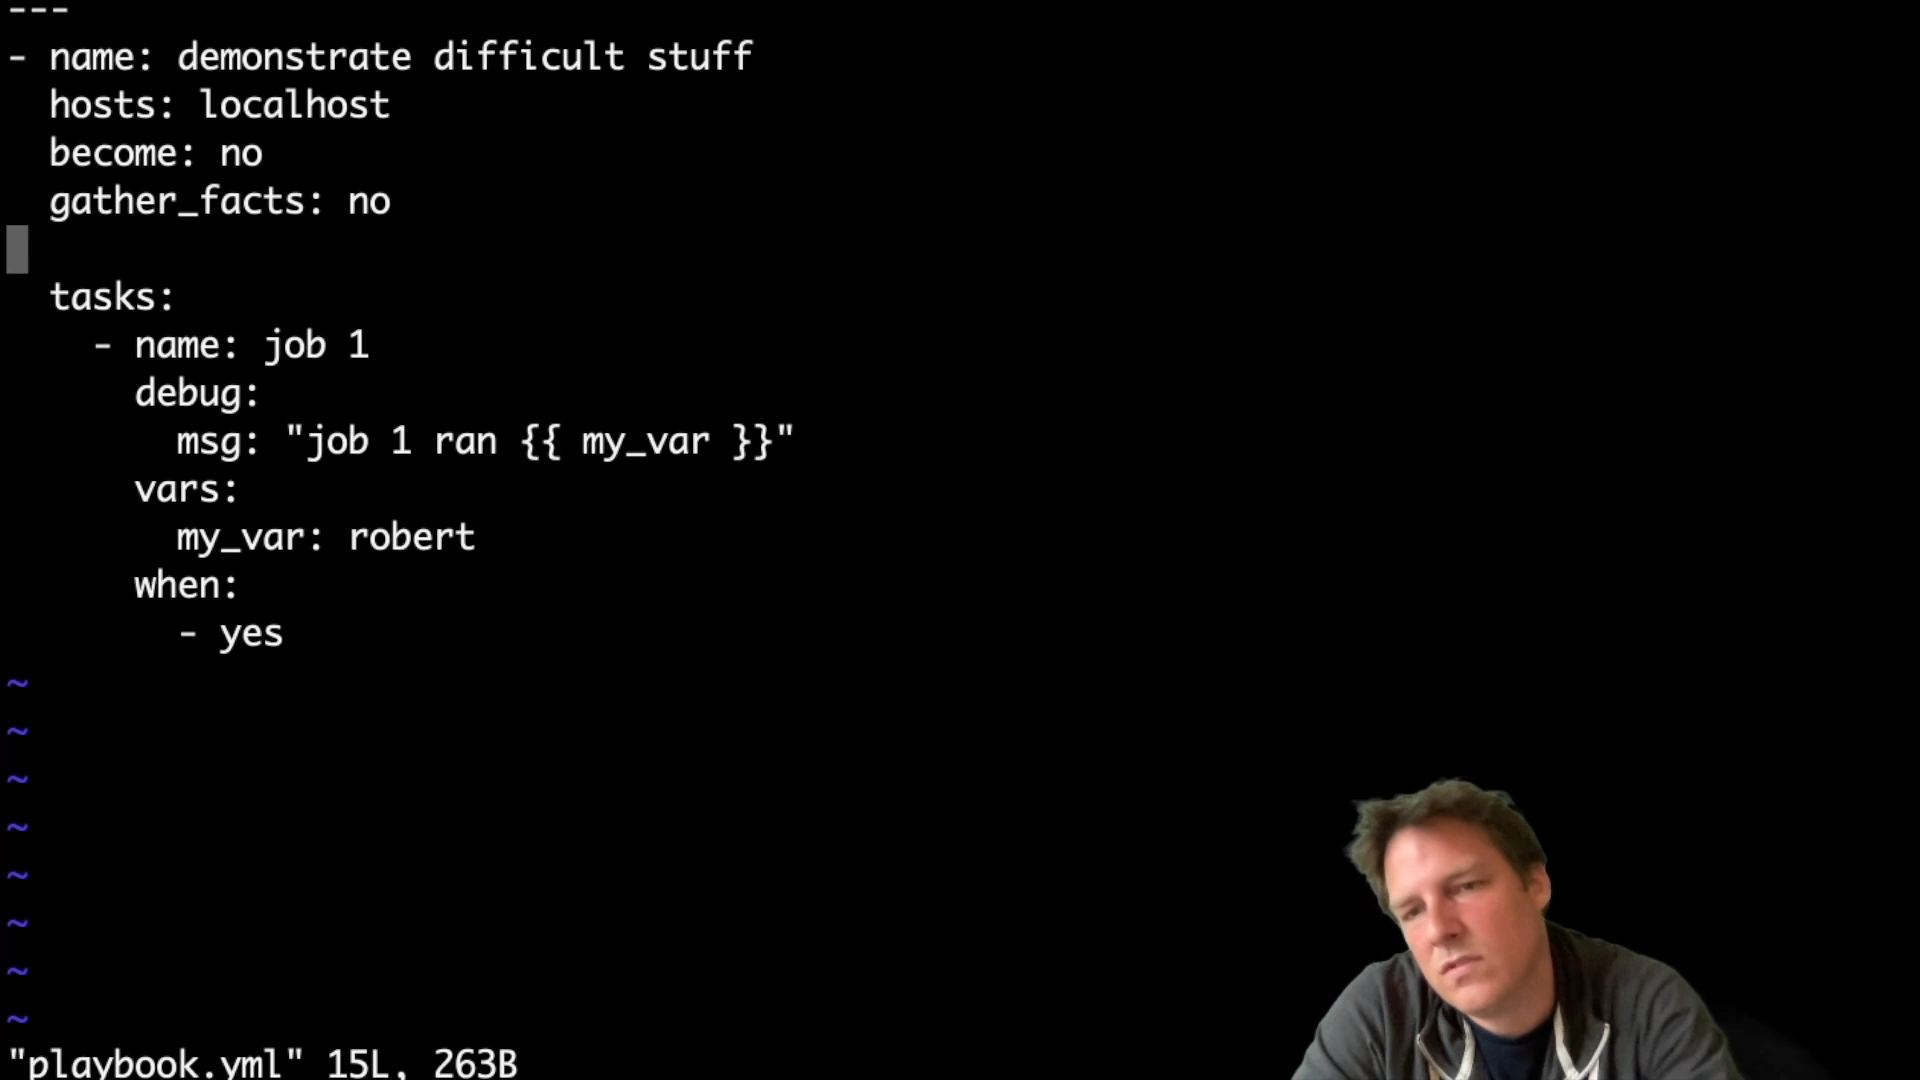 ---
- name: demonstrate difficult stuff
  hosts: localhost
  become: no
  gather_facts: no

  tasks:
    - name: job 1
      debug:
        msg: "job 1 ran {{ my_var }}"
      vars:
        my_var: robert
      when:
        - yes
~
~
~
~
~
~
~
~
"playbook.yml" 15L, 263B